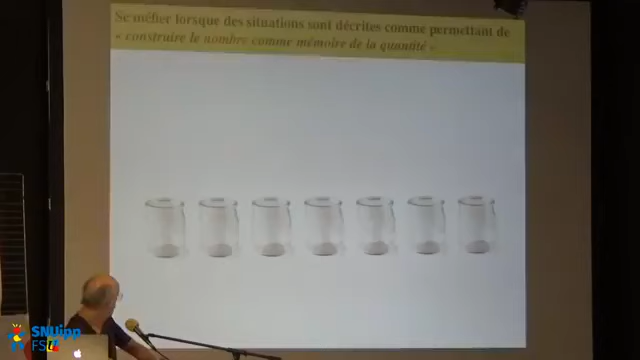 Se méfier lorsque des situations sont décrites comme permettant de
« construire le nombre comme mémoire de la quantité »
SNUipp
FSU